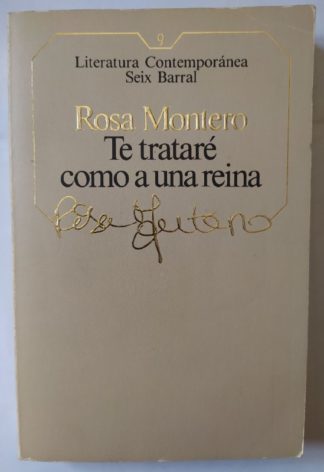 9
Literatura Contemporánea
Seix Barral
Rosa Montero
Te trataré
como a una reina
Rosa Montero